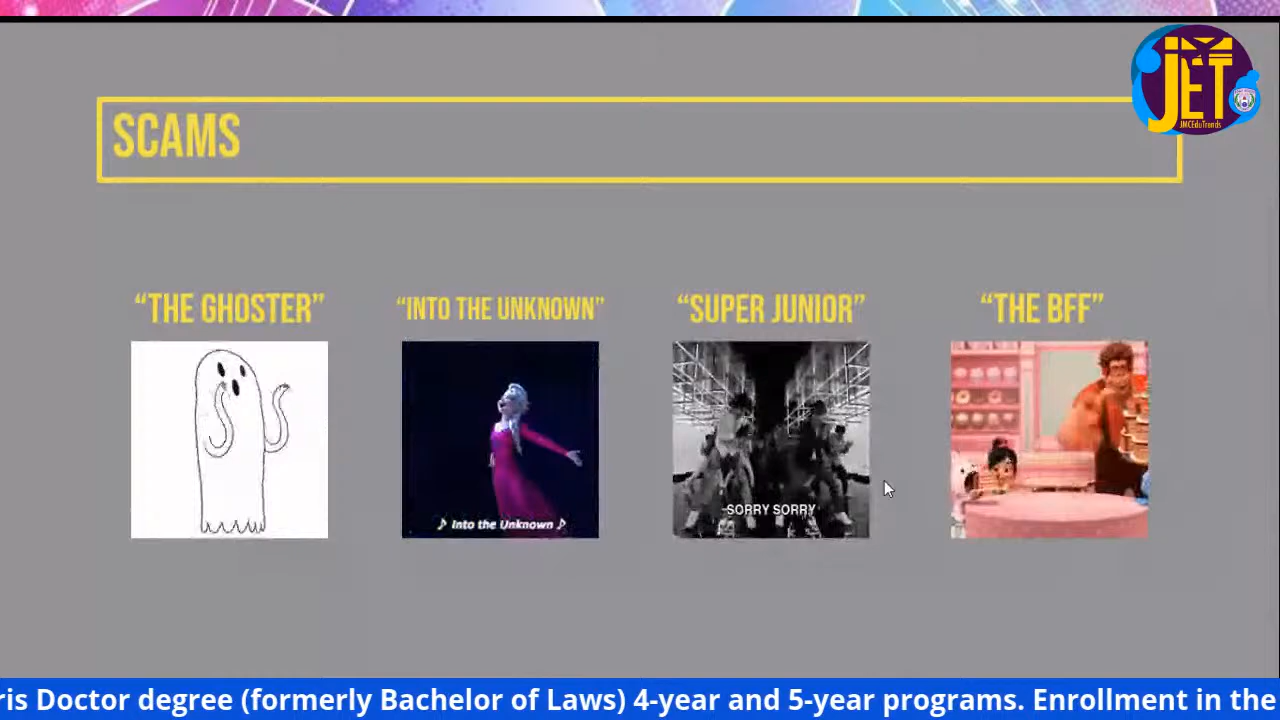 JET
JMCEduTrends
SCAMS
“THE GHOSTER”
“INTO THE UNKNOWN”
“SUPER JUNIOR”
“THE BFF”
♪ Into the Unknown ♪
SORRY SORRY
ris Doctor degree (formerly Bachelor of Laws) 4-year and 5-year programs. Enrollment in the